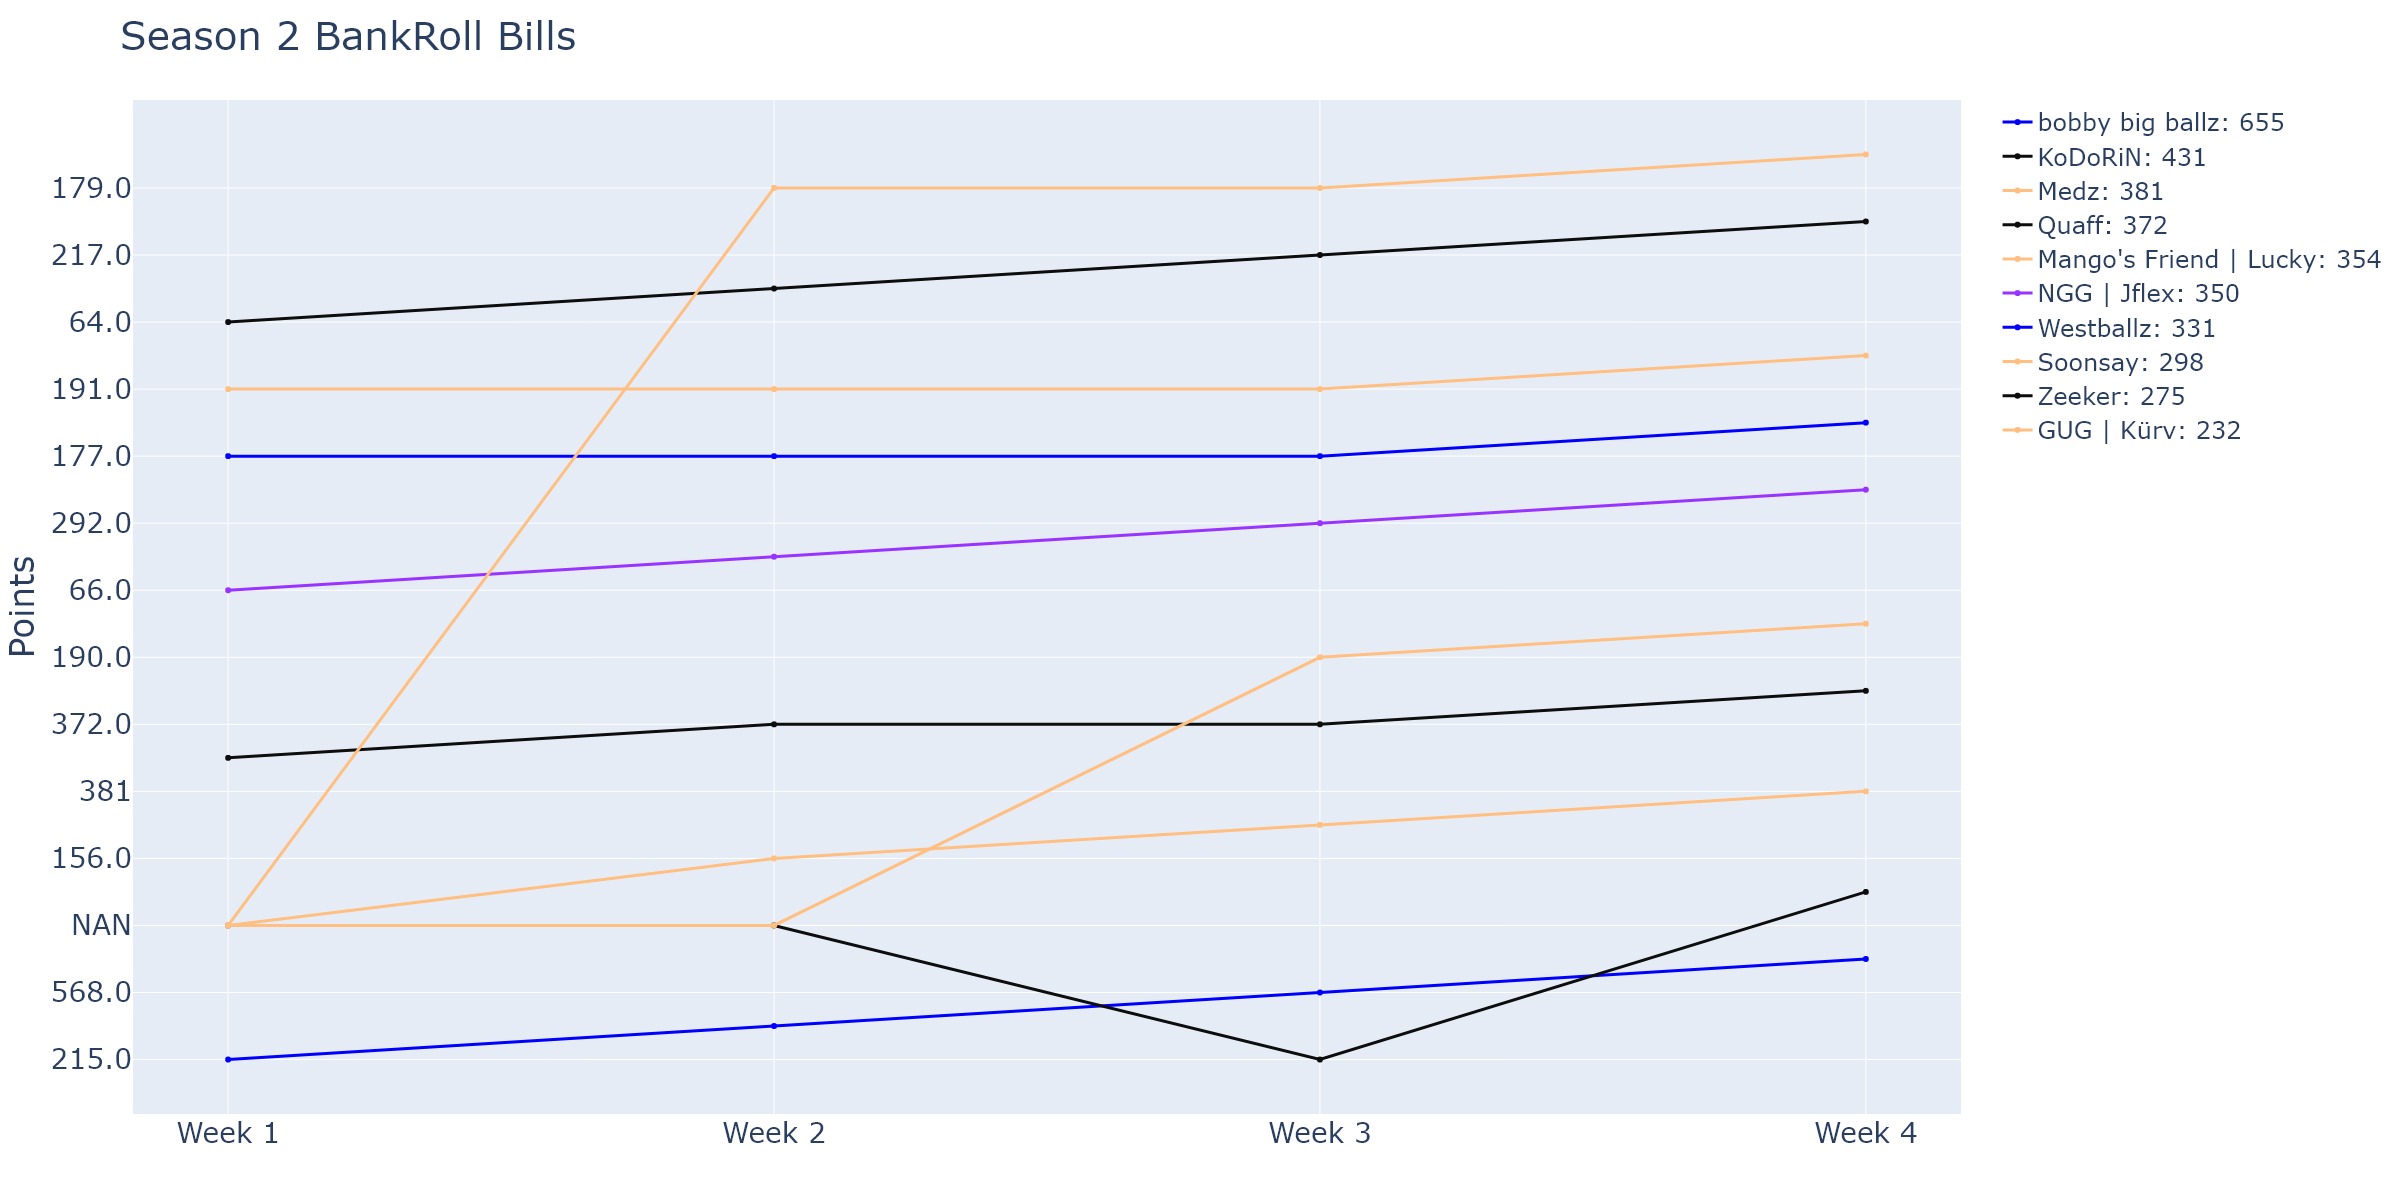 Season 2 BankRoll Bills
Points
179.0
217.0
64.0
191.0
177.0
292.0
66.0
190.0
372.0
381
156.0
NAN
568.0
215.0
Week 1
Week 2
Week 3
Week 4
bobby big ballz: 655
KoDoRiN: 431
Medz: 381
Quaff: 372
Mango's Friend | Lucky: 354
NGG | Jflex: 350
Westballz: 331
Soonsay: 298
Zeeker: 275
GUG | Kürv: 232